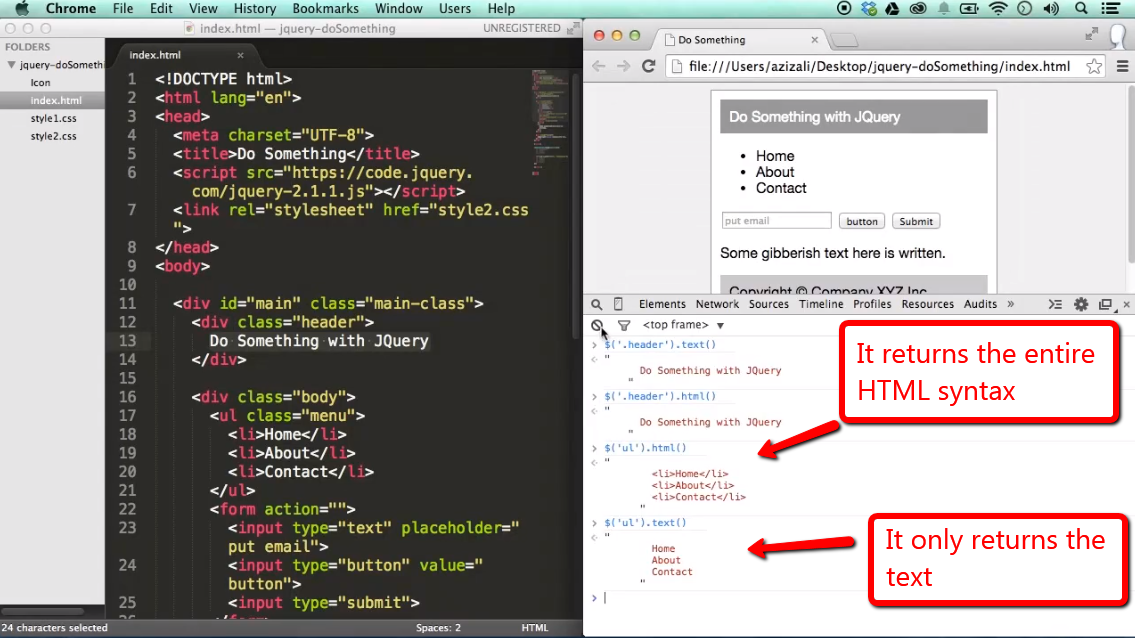 Chrome File Edit View History Bookmarks Window Users Help
index.html — jquery-doSomething UNREGISTERED
FOLDERS
jquery-doSometh
Icon
index.html
style1.css
style2.css
index.html ×
1 <!DOCTYPE html>
2 <html lang="en">
3 <head>
4 <meta charset="UTF-8">
5 <title>Do Something</title>
6 <script src="https://code.jquery.
com/jquery-2.1.1.js"></script>
7 <link rel="stylesheet" href="style2.css
">
8 </head>
9 <body>
10
11 <div id="main" class="main-class">
12 <div class="header">
13 Do Something with JQuery
14 </div>
15
16 <div class="body">
17 <ul class="menu">
18 <li>Home</li>
19 <li>About</li>
20 <li>Contact</li>
21 </ul>
22 <form action="">
23 <input type="text" placeholder="
put email">
24 <input type="button" value="
button">
25 <input type="submit">
24 characters selected Spaces: 2 HTML
Do Something ×
file:///Users/azizali/Desktop/jquery-doSomething/index.html
Do Something with JQuery
• Home
• About
• Contact
put email button Submit
Some gibberish text here is written.
Copyright © Company XYZ Inc
Elements Network Sources Timeline Profiles Resources Audits »
<top frame> ▼
> $('.header').text()
"
Do Something with JQuery
"
> $('.header').html()
"
Do Something with JQuery
"
> $('ul').html()
"
<li>Home</li>
<li>About</li>
<li>Contact</li>
"
> $('ul').text()
"
Home
About
Contact
"
>
It returns the entire
HTML syntax
It only returns the
text